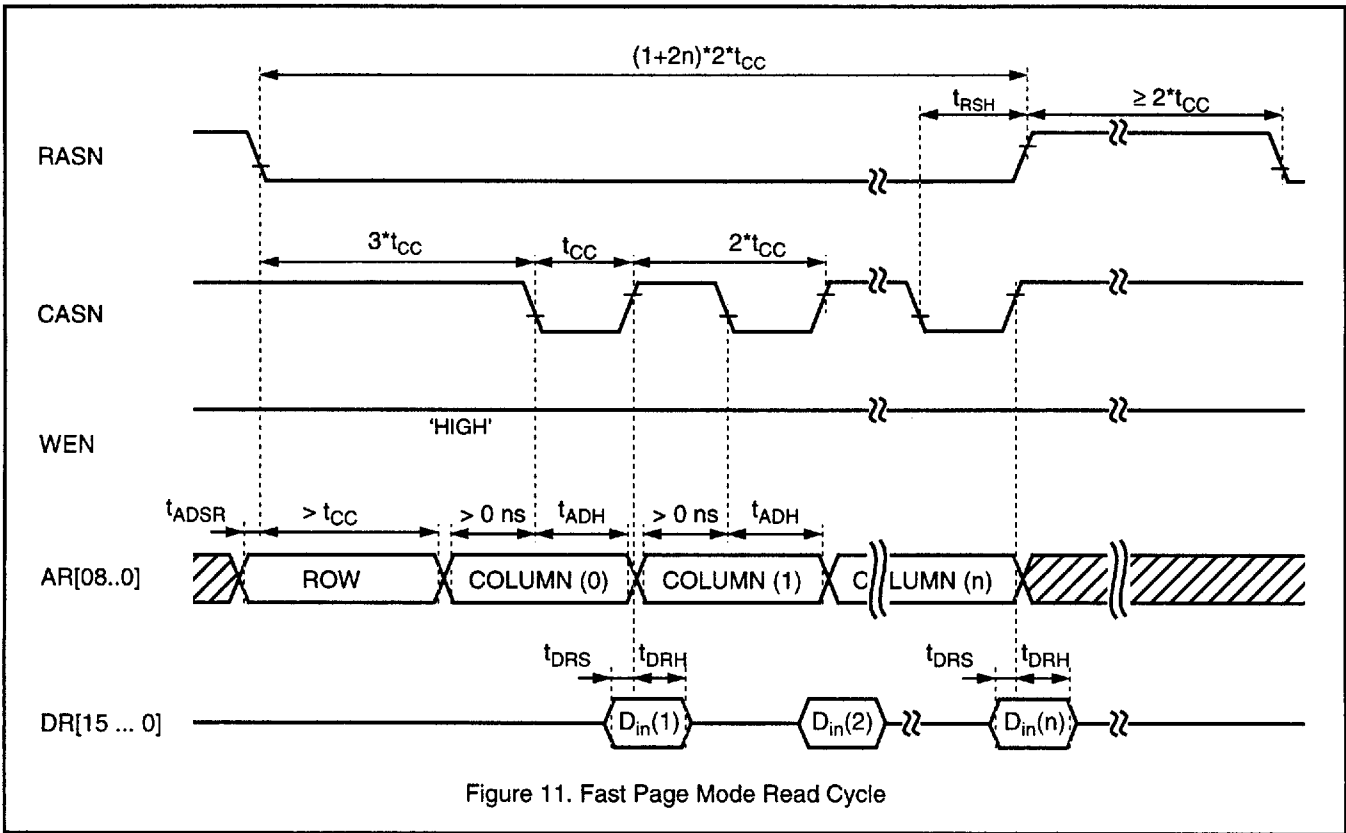 (1+2n)*2*tCC
tRSH
≥ 2*tCC
RASN
3*tCC
tCC
2*tCC
CASN
'HIGH'
WEN
tADSR
> tCC
> 0 ns
tADH
> 0 ns
tADH
AR[08..0]
ROW
COLUMN (0)
COLUMN (1)
COLUMN (n)
tDRS
tDRH
tDRS
tDRH
DR[15 ... 0]
Din(1)
Din(2)
Din(n)
Figure 11. Fast Page Mode Read Cycle